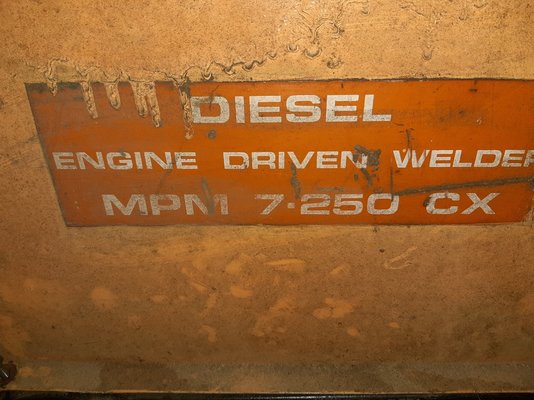 DIESEL
ENGINE DRIVEN WELDER
MPM 7-250 CX